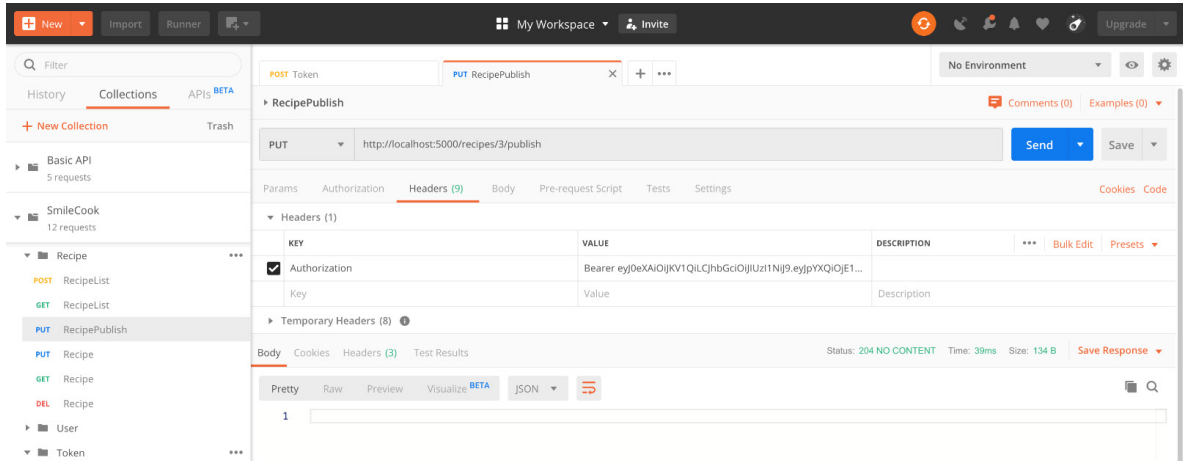 New Import Runner My Workspace Invite Upgrade
Filter
History Collections APIs BETA
+ New Collection Trash
Basic API
5 requests
SmileCook
12 requests
Recipe
POST RecipeList
GET RecipeList
PUT RecipePublish
PUT Recipe
GET Recipe
DEL Recipe
User
Token
POST Token PUT RecipePublish No Environment
RecipePublish Comments (0) Examples (0)
PUT http://localhost:5000/recipes/3/publish Send Save
Params Authorization Headers (9) Body Pre-request Script Tests Settings Cookies Code
Headers (1)
KEY VALUE DESCRIPTION Bulk Edit Presets
Authorization Bearer eyJ0eXAiOiJKV1QiLCJhbGciOiJIUzI1NiJ9.eyJpYXQiOjE1...
Key Value Description
Temporary Headers (8)
Body Cookies Headers (3) Test Results Status: 204 NO CONTENT Time: 39ms Size: 134 B Save Response
Pretty Raw Preview Visualize BETA JSON
1